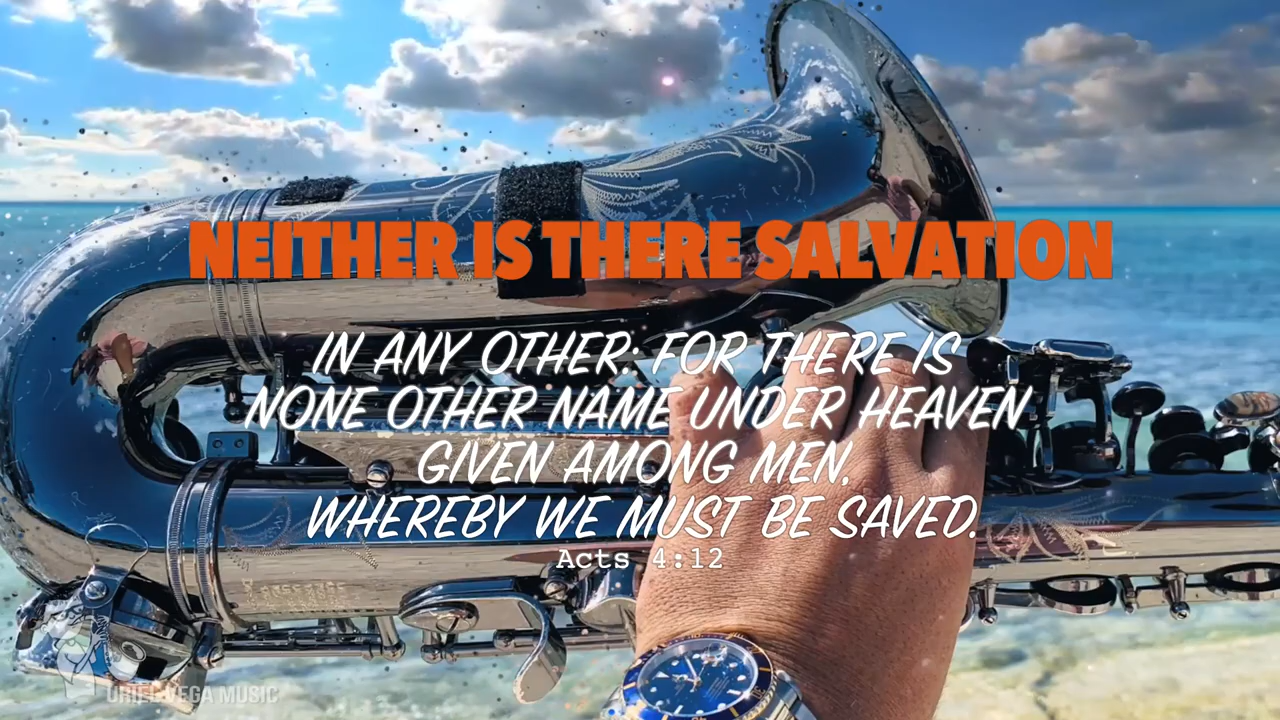 NEITHER IS THERE SALVATION
IN ANY OTHER: FOR THERE IS
NONE OTHER NAME UNDER HEAVEN
GIVEN AMONG MEN,
WHEREBY WE MUST BE SAVED.
Acts 4:12
URIEL VEGA MUSIC